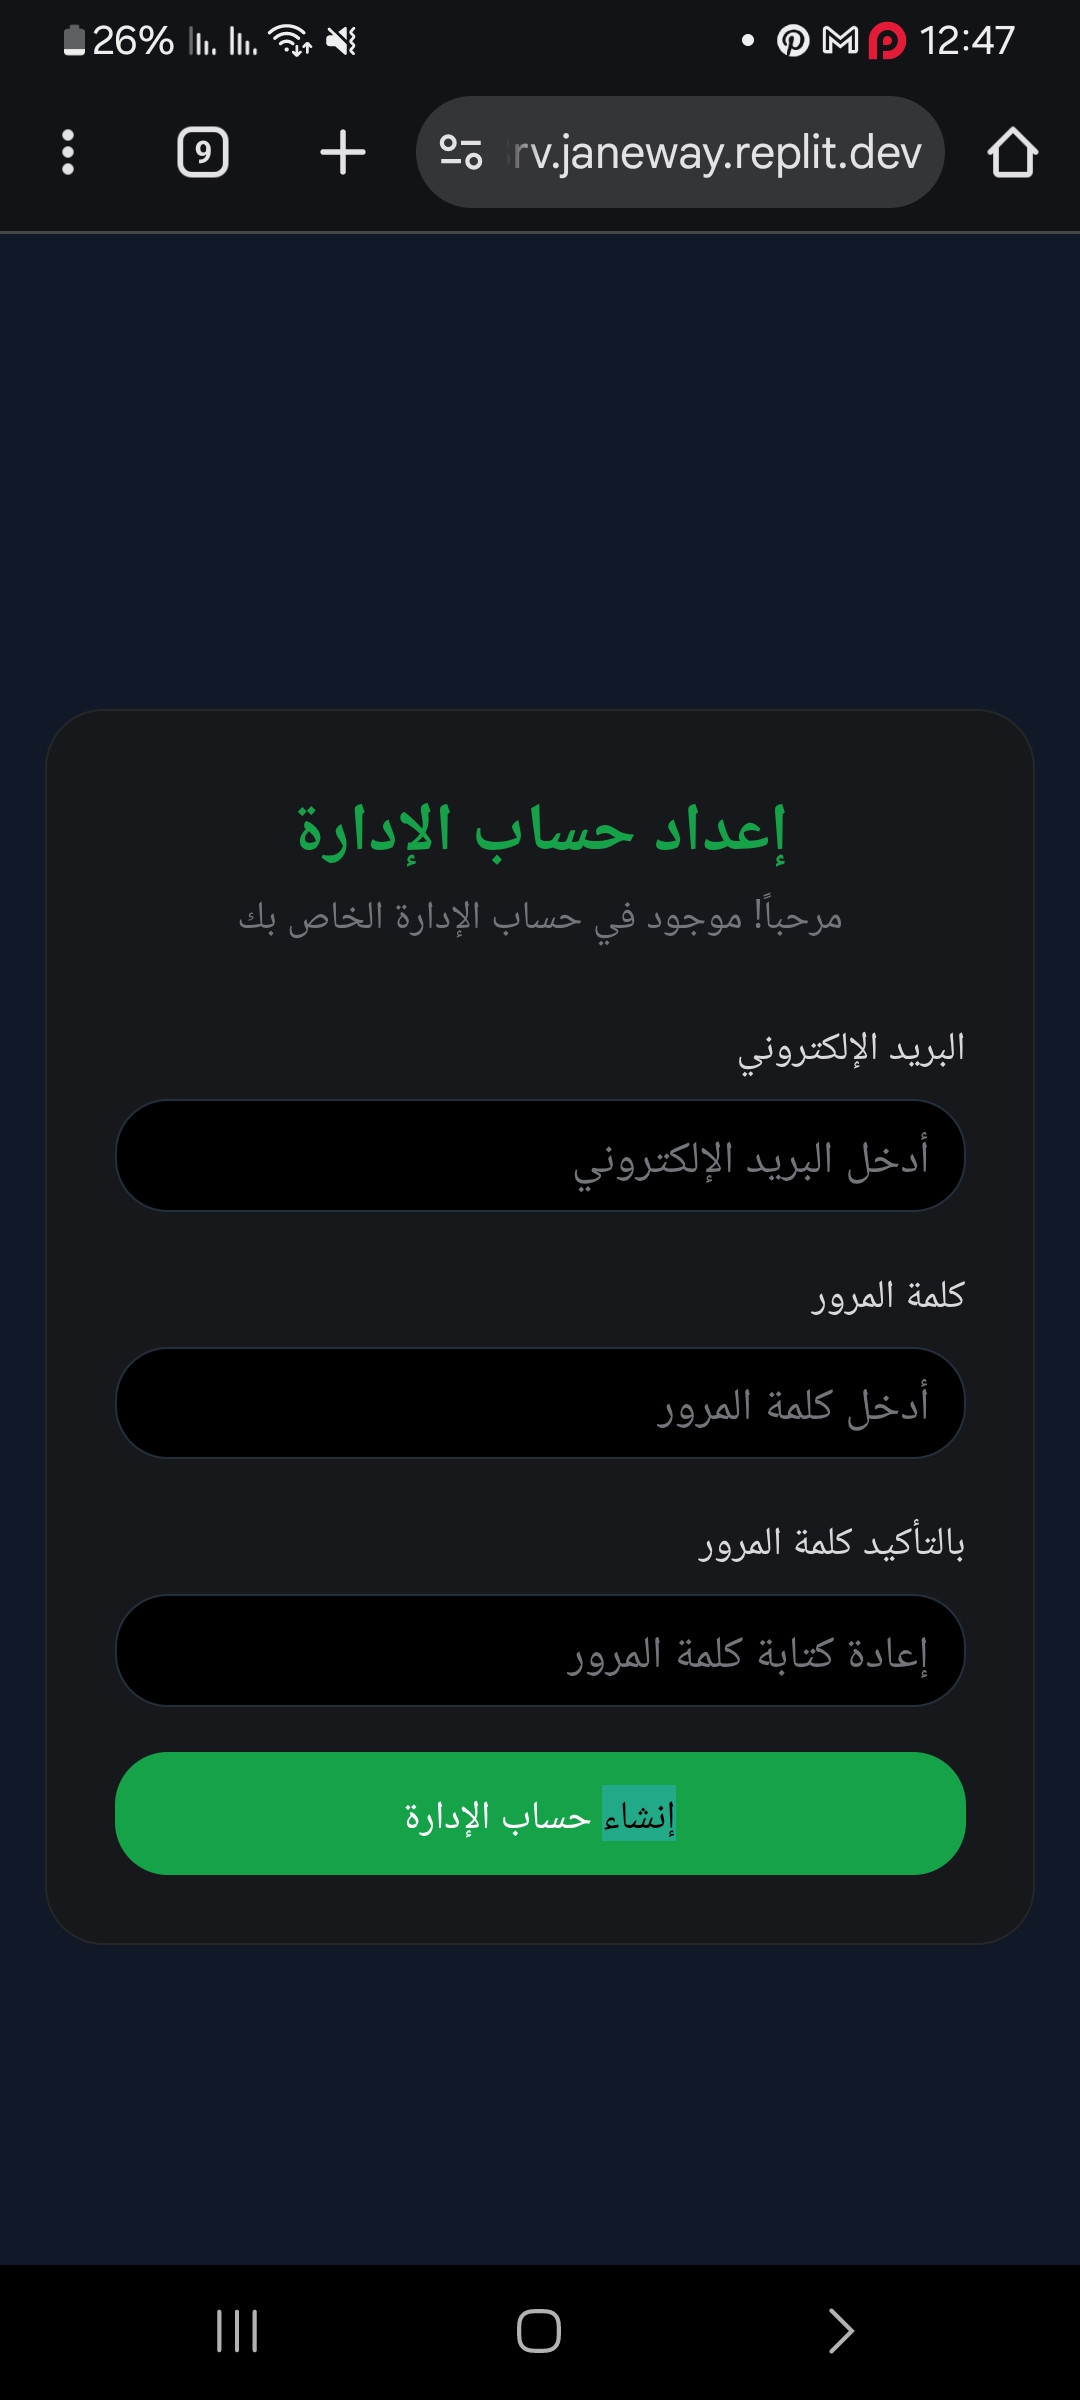 26%
12:47
9
rv.janeway.replit.dev
إعداد حساب الإدارة
مرحباً! موجود في حساب الإدارة الخاص بك
البريد الإلكتروني
أدخل البريد الإلكتروني
كلمة المرور
أدخل كلمة المرور
بالتأكيد كلمة المرور
إعادة كتابة كلمة المرور
إنشاء حساب الإدارة